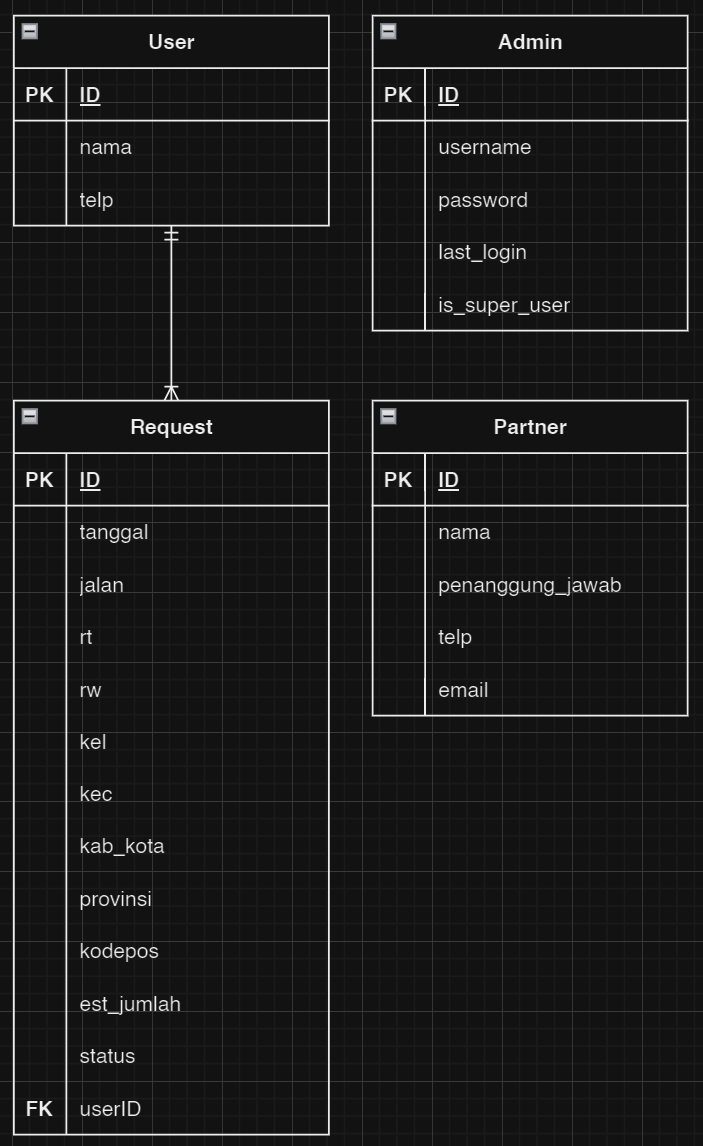 User
PK ID
nama
telp
Admin
PK ID
username
password
last_login
is_super_user
Request
PK ID
tanggal
jalan
rt
rw
kel
kec
kab_kota
provinsi
kodepos
est_jumlah
status
FK userID
Partner
PK ID
nama
penanggung_jawab
telp
email